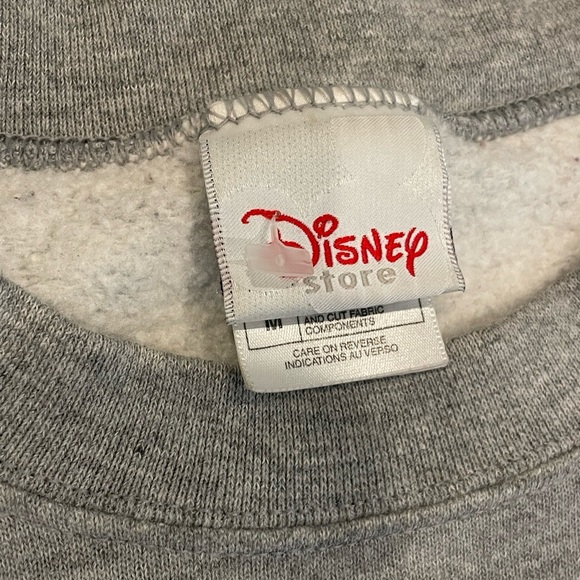 Disney
store
M
AND CUT FABRIC
COMPONENTS
CARE ON REVERSE
INDICATIONS AU VERSO